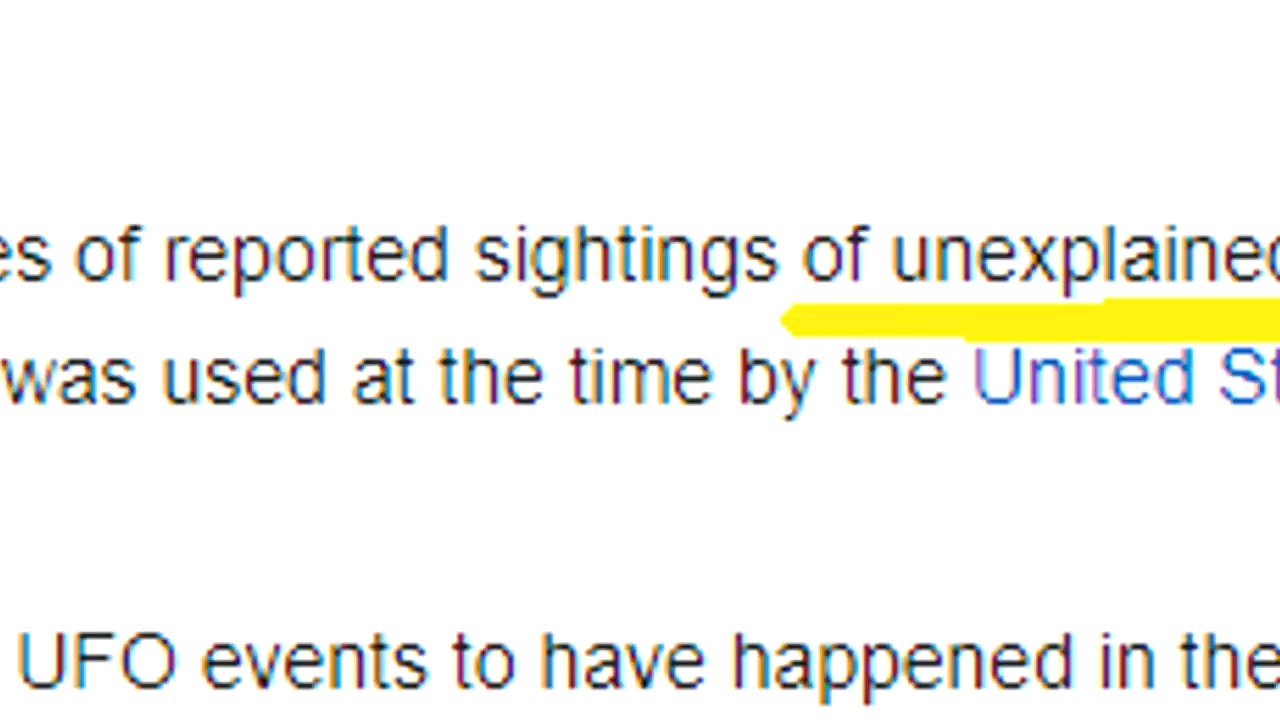 es of reported sightings of unexplained
was used at the time by the United St
UFO events to have happened in the